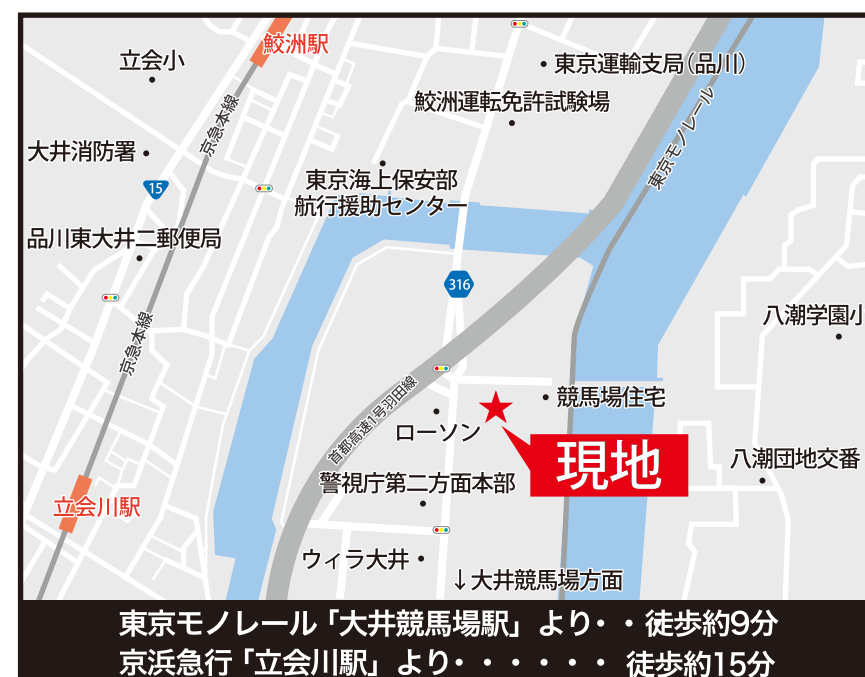 鮫洲駅
立会小
東京運輸支局(品川)
鮫洲運転免許試験場
京急本線
東京モノレール
大井消防署
15
東京海上保安部
航行援助センター
品川東大井二郵便局
316
八潮学園小
京急本線
首都高速1号羽田線
競馬場住宅
ローソン
現地
八潮団地交番
警視庁第二方面本部
立会川駅
ウィラ大井
↓大井競馬場方面
東京モノレール「大井競馬場駅」より・・徒歩約9分
京浜急行「立会川駅」より・・・・・・徒歩約15分